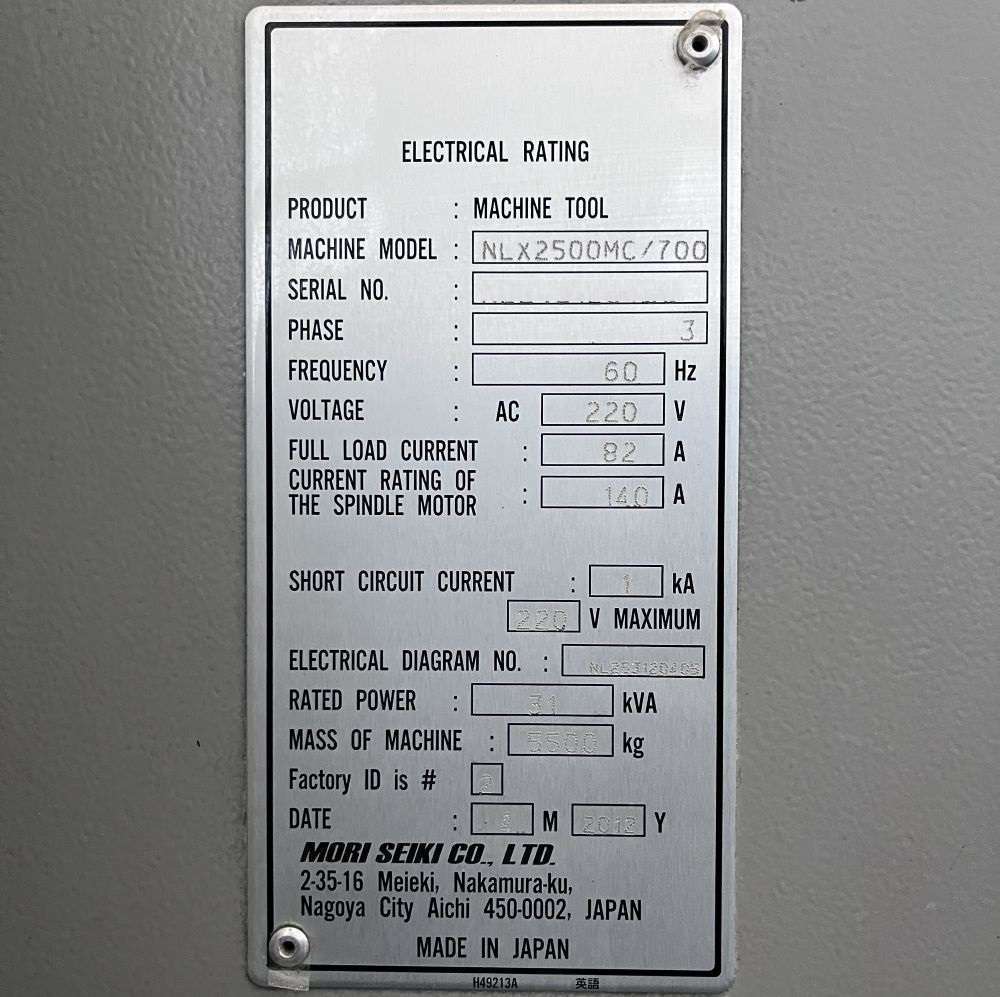 ELECTRICAL RATING
PRODUCT : MACHINE TOOL
MACHINE MODEL : NLX2500MC/700
SERIAL NO. :
PHASE : 3
FREQUENCY : 60 Hz
VOLTAGE : AC 220 V
FULL LOAD CURRENT : 82 A
CURRENT RATING OF
THE SPINDLE MOTOR : 140 A
SHORT CIRCUIT CURRENT : 1 kA
220 V MAXIMUM
ELECTRICAL DIAGRAM NO. :
RATED POWER : 31 kVA
MASS OF MACHINE : 5500 kg
Factory ID is # 2
DATE : M Y
MORI SEIKI CO., LTD.
2-35-16 Meieki, Nakamura-ku,
Nagoya City Aichi 450-0002, JAPAN
MADE IN JAPAN
H49213A 英語